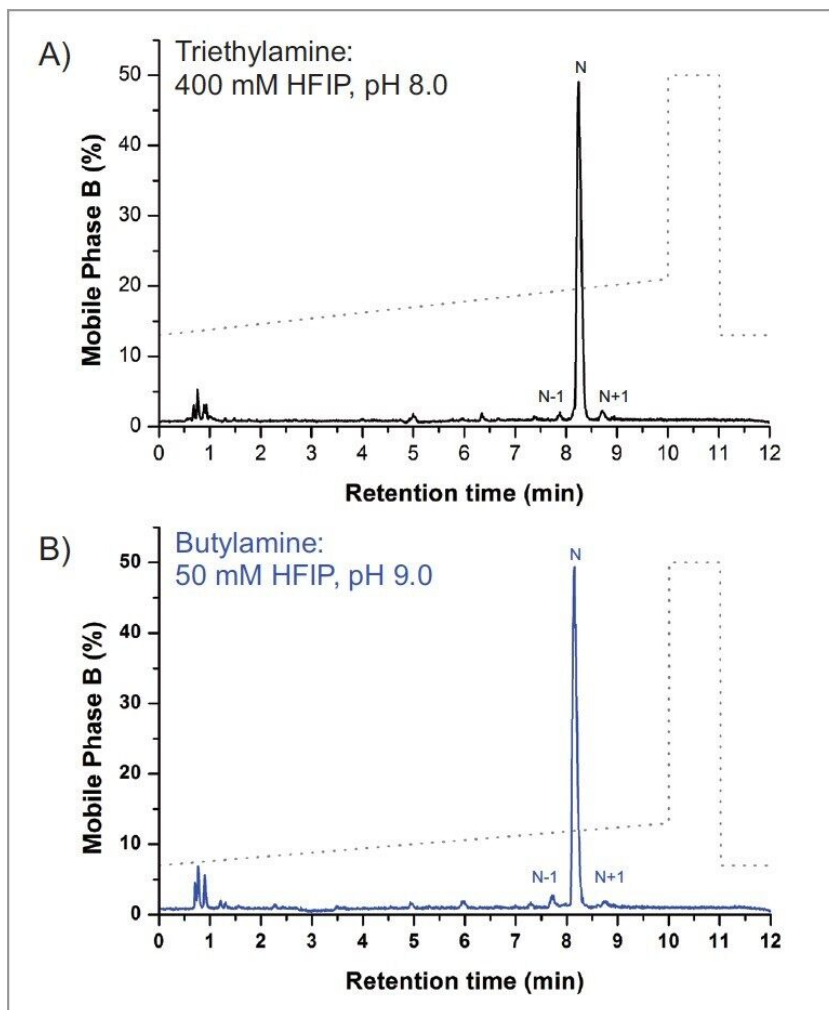 A)
Triethylamine:
400 mM HFIP, pH 8.0
N
50
40
30
20
10
0
Mobile Phase B (%)
N-1
N+1
0 1 2 3 4 5 6 7 8 9 10 11 12
Retention time (min)
B)
Butylamine:
50 mM HFIP, pH 9.0
N
50
40
30
20
10
0
Mobile Phase B (%)
N-1
N+1
0 1 2 3 4 5 6 7 8 9 10 11 12
Retention time (min)